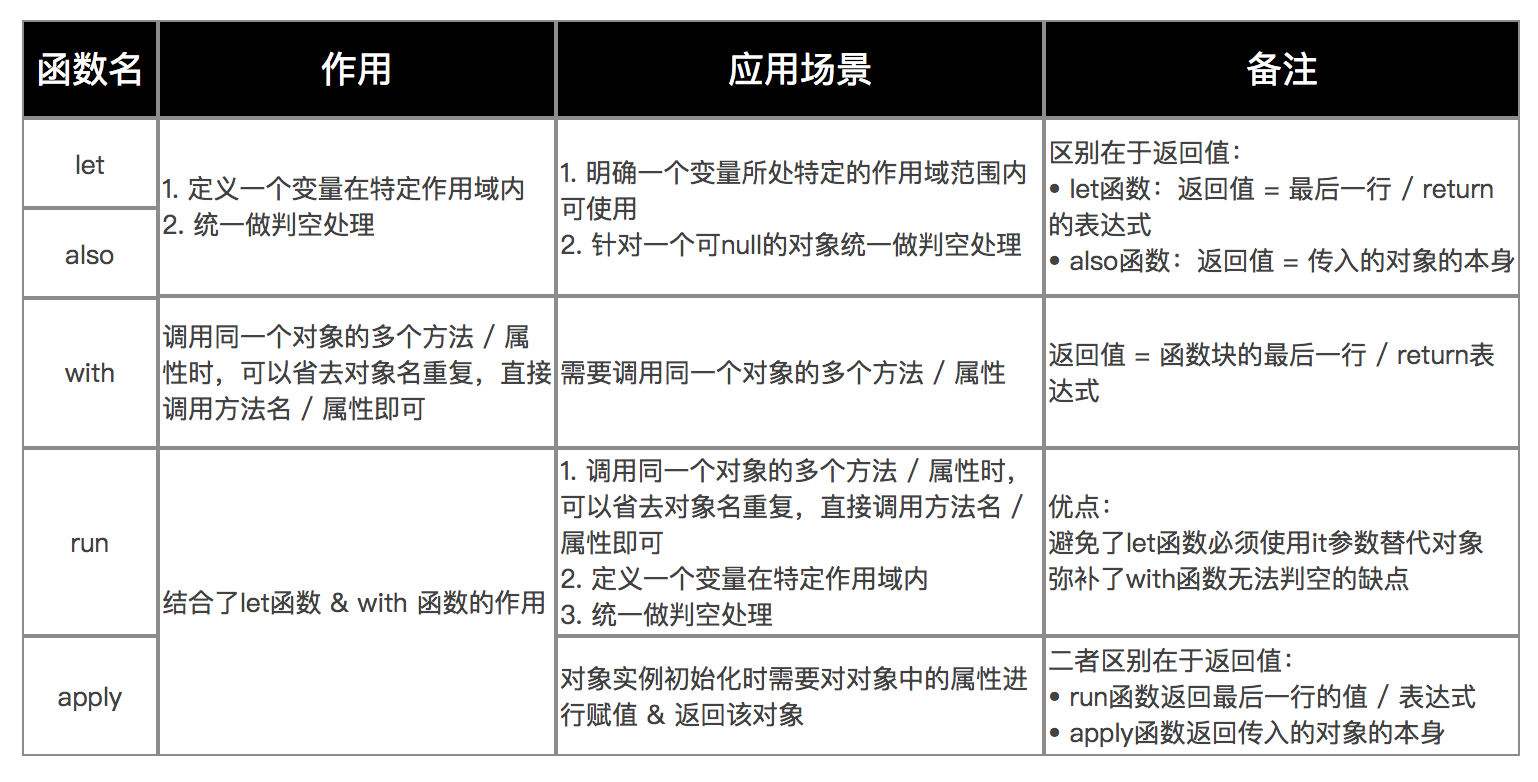 函数名
作用
应用场景
备注
let
also
1. 定义一个变量在特定作用域内
2. 统一做判空处理
1. 明确一个变量所处特定的作用域范围内
可使用
2. 针对一个可null的对象统一做判空处理
区别在于返回值：
• let函数：返回值 = 最后一行 / return
的表达式
• also函数：返回值 = 传入的对象的本身
with
调用同一个对象的多个方法 / 属
性时，可以省去对象名重复，直接
调用方法名 / 属性即可
需要调用同一个对象的多个方法 / 属性
返回值 = 函数块的最后一行 / return表
达式
run
apply
结合了let函数 & with 函数的作用
1. 调用同一个对象的多个方法 / 属性时，
可以省去对象名重复，直接调用方法名 /
属性即可
2. 定义一个变量在特定作用域内
3. 统一做判空处理
优点：
避免了let函数必须使用it参数替代对象
弥补了with函数无法判空的缺点
对象实例初始化时需要对对象中的属性进
行赋值 & 返回该对象
二者区别在于返回值：
• run函数返回最后一行的值 / 表达式
• apply函数返回传入的对象的本身